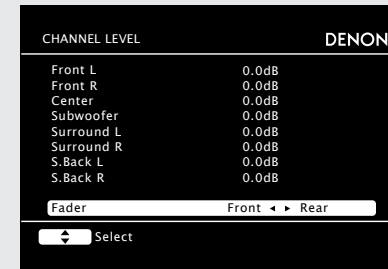 CHANNEL LEVEL DENON
Front L 0.0dB
Front R 0.0dB
Center 0.0dB
Subwoofer 0.0dB
Surround L 0.0dB
Surround R 0.0dB
S.Back L 0.0dB
S.Back R 0.0dB
Fader Front ◄ ► Rear
Select